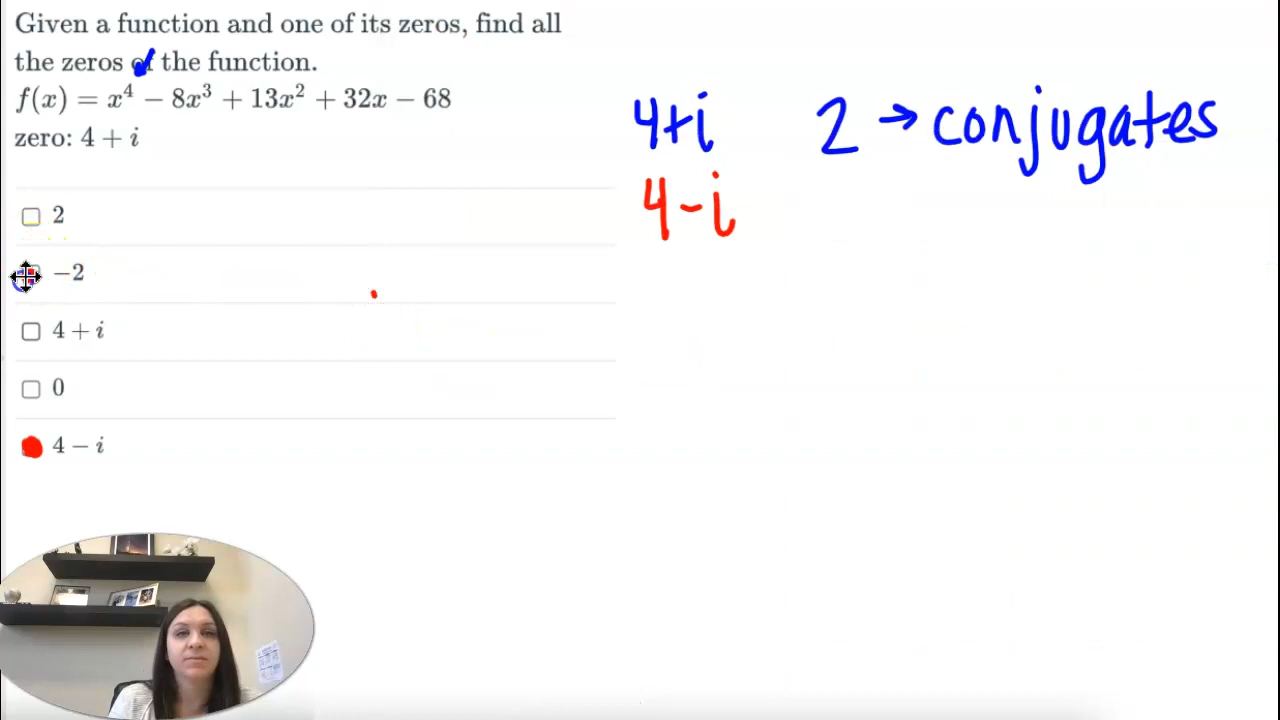 Given a function and one of its zeros, find all
the zeros of the function.
f(x) = x⁴ − 8x³ + 13x² + 32x − 68
zero: 4 + i
2
−2
4 + i
0
4 − i
4+i 2 → conjugates
4−i